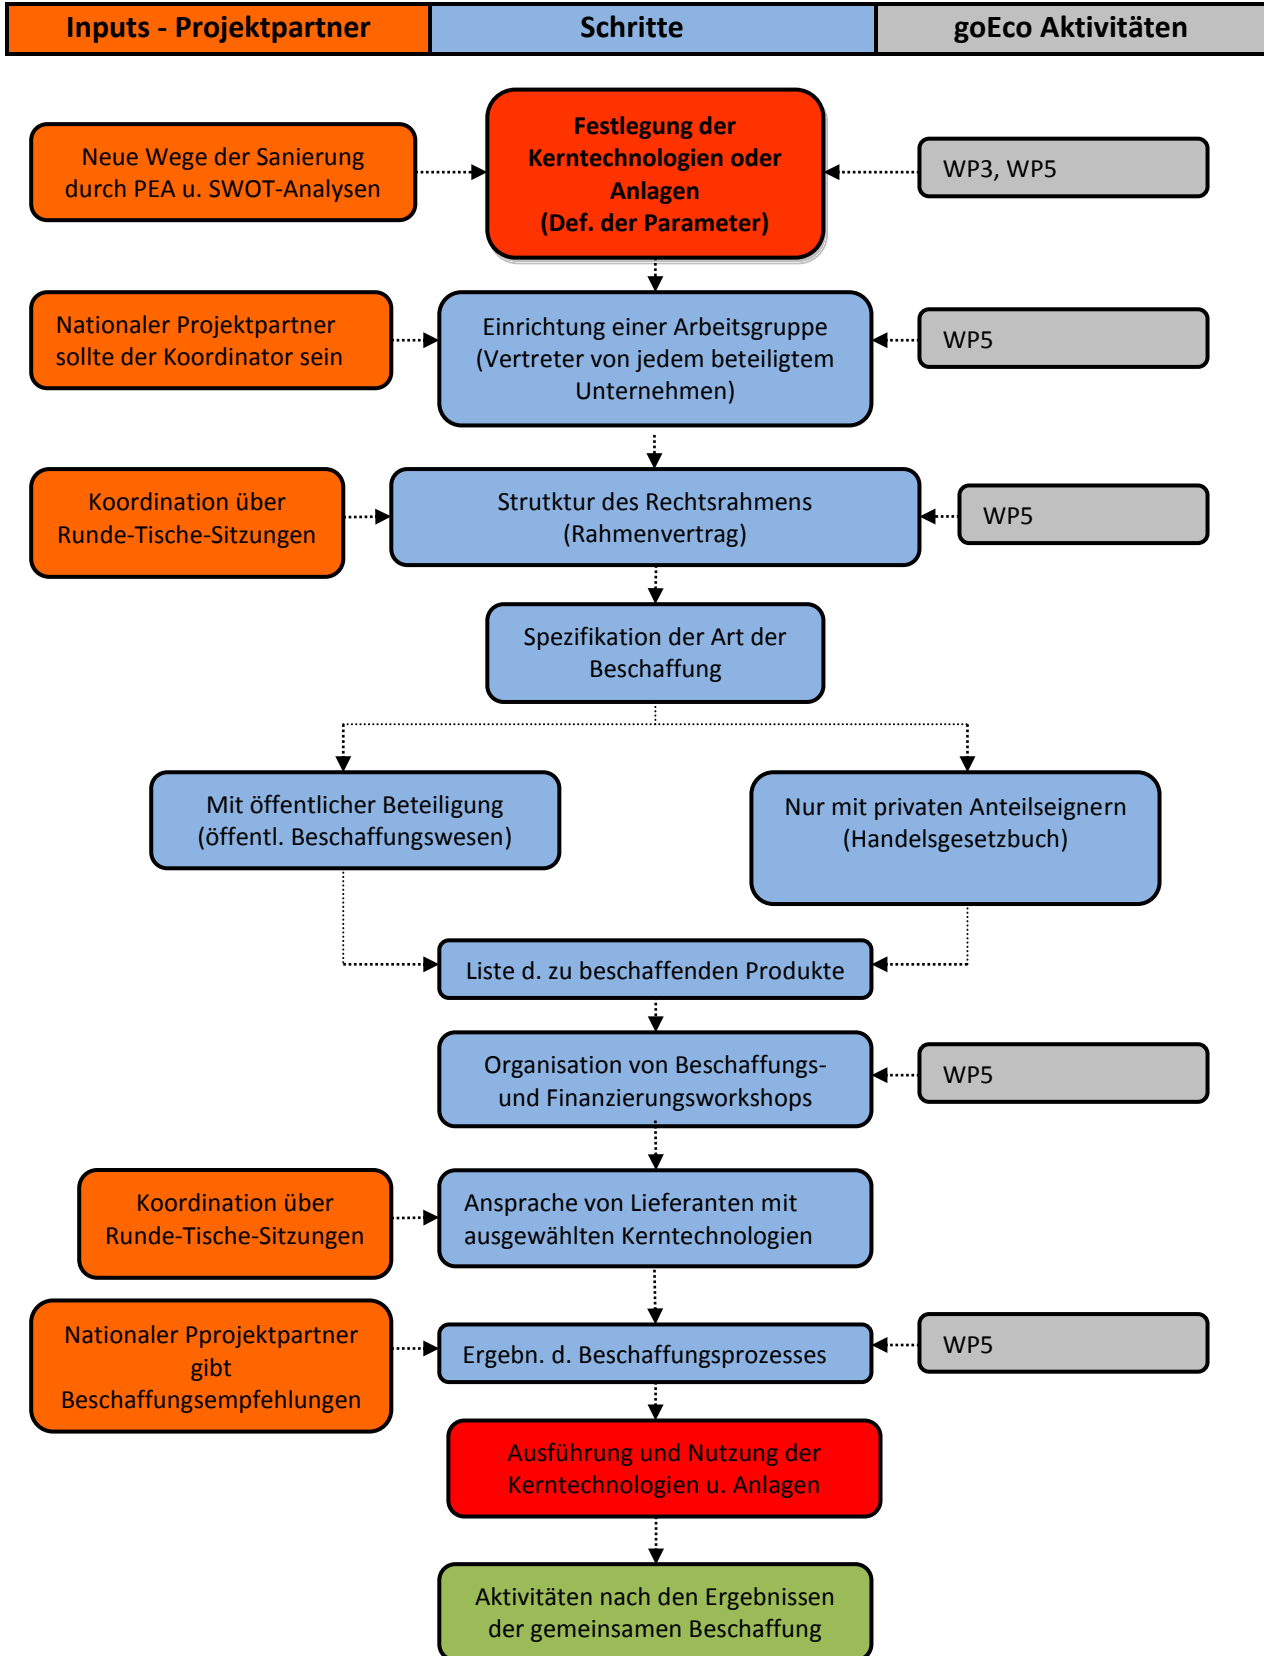 Inputs - Projektpartner
Schritte
goEco Aktivitäten
Festlegung der
Kerntechnologien oder
Anlagen
(Def. der Parameter)
Neue Wege der Sanierung
durch PEA u. SWOT-Analysen
WP3, WP5
Nationaler Projektpartner
sollte der Koordinator sein
Einrichtung einer Arbeitsgruppe
(Vertreter von jedem beteiligtem
Unternehmen)
WP5
Koordination über
Runde-Tische-Sitzungen
Strutktur des Rechtsrahmens
(Rahmenvertrag)
WP5
Spezifikation der Art der
Beschaffung
Mit öffentlicher Beteiligung
(öffentl. Beschaffungswesen)
Nur mit privaten Anteilseignern
(Handelsgesetzbuch)
Liste d. zu beschaffenden Produkte
Organisation von Beschaffungs-
und Finanzierungsworkshops
WP5
Koordination über
Runde-Tische-Sitzungen
Ansprache von Lieferanten mit
ausgewählten Kerntechnologien
Nationaler Pprojektpartner
gibt
Beschaffungsempfehlungen
Ergebn. d. Beschaffungsprozesses
WP5
Ausführung und Nutzung der
Kerntechnologien u. Anlagen
Aktivitäten nach den Ergebnissen
der gemeinsamen Beschaffung